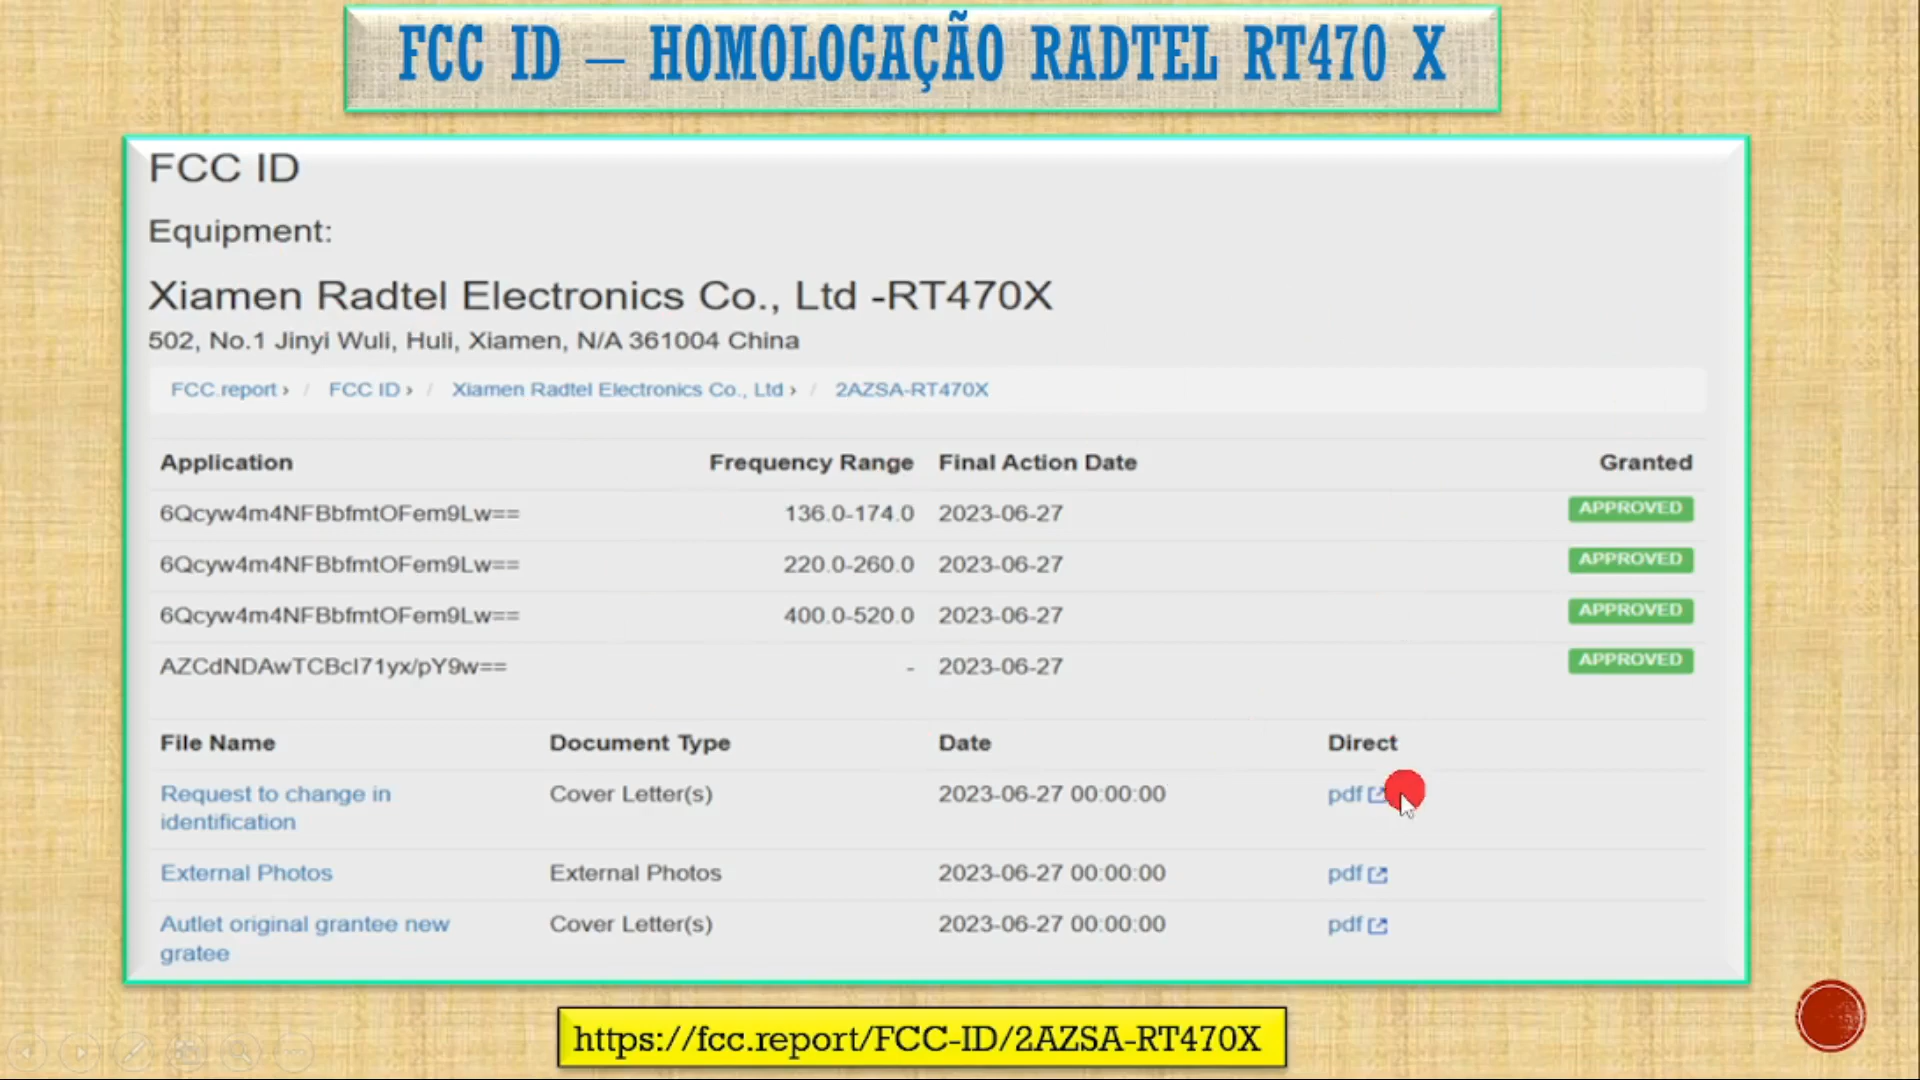 FCC ID – HOMOLOGAÇÃO RADTEL RT470 X
FCC ID
Equipment:
Xiamen Radtel Electronics Co., Ltd -RT470X
502, No.1 Jinyi Wuli, Huli, Xiamen, N/A 361004 China
FCC.report › / FCC ID › / Xiamen Radtel Electronics Co., Ltd › / 2AZSA-RT470X
Application Frequency Range Final Action Date Granted
6Qcyw4m4NFBbfmtOFem9Lw== 136.0-174.0 2023-06-27 APPROVED
6Qcyw4m4NFBbfmtOFem9Lw== 220.0-260.0 2023-06-27 APPROVED
6Qcyw4m4NFBbfmtOFem9Lw== 400.0-520.0 2023-06-27 APPROVED
AZCdNDAwTCBcl71yx/pY9w== - 2023-06-27 APPROVED
File Name Document Type Date Direct
Request to change in Cover Letter(s) 2023-06-27 00:00:00 pdf
identification
External Photos External Photos 2023-06-27 00:00:00 pdf
Autlet original grantee new Cover Letter(s) 2023-06-27 00:00:00 pdf
gratee
https://fcc.report/FCC-ID/2AZSA-RT470X